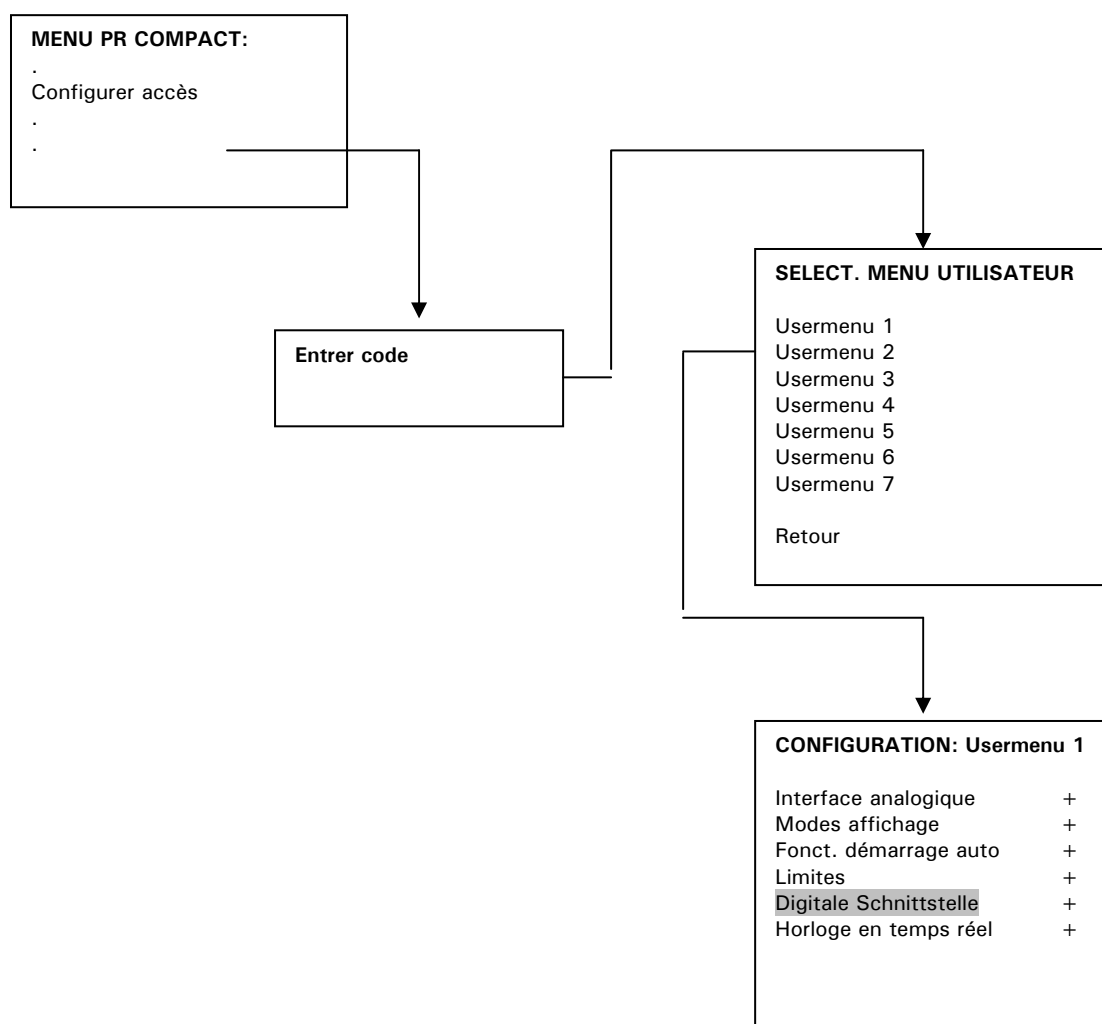 MENU PR COMPACT:
.
Configurer accès
.
.
Entrer code
SELECT. MENU UTILISATEUR
Usermenu 1
Usermenu 2
Usermenu 3
Usermenu 4
Usermenu 5
Usermenu 6
Usermenu 7
Retour
CONFIGURATION: Usermenu 1
Interface analogique +
Modes affichage +
Fonct. démarrage auto +
Limites +
Digitale Schnittstelle +
Horloge en temps réel +